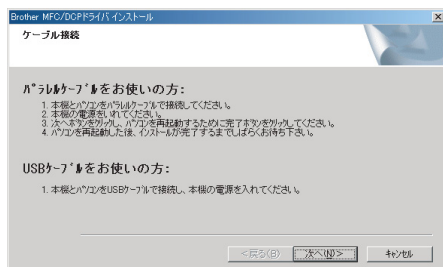 Brother MFC/DCPドライバ インストール
ケーブル接続
ﾊﾟﾗﾚﾙｹｰﾌﾞﾙをお使いの方:
1. 本機とﾊﾟｿｺﾝをﾊﾟﾗﾚﾙｹｰﾌﾞﾙで接続してください。
2. 本機の電源をいれてください。
3. 次へﾎﾞﾀﾝをｸﾘｯｸし、ﾊﾟｿｺﾝを再起動するために完了ﾎﾞﾀﾝをｸﾘｯｸしてください。
4. ﾊﾟｿｺﾝを再起動した後、ｲﾝｽﾄｰﾙが完了するまでしばらくお待ち下さい。
USBｹｰﾌﾞﾙをお使いの方:
1. 本機とﾊﾟｿｺﾝをUSBｹｰﾌﾞﾙで接続し、本機の電源を入れてください。
<戻る(B) 次へ(N)> ｷｬﾝｾﾙ